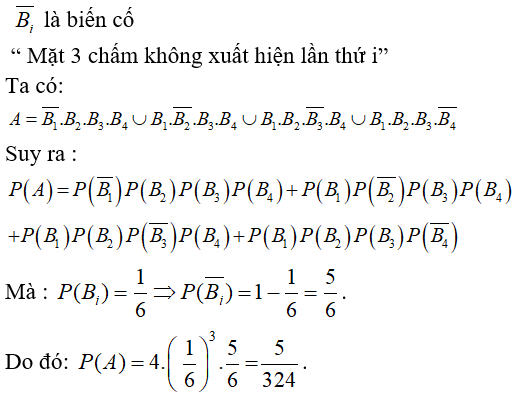 $\overline{B_i}$ là biến cố
“ Mặt 3 chấm không xuất hiện lần thứ i”
Ta có:
$A = \overline{B_1}.B_2.B_3.B_4 \cup B_1.\overline{B_2}.B_3.B_4 \cup B_1.B_2.\overline{B_3}.B_4 \cup B_1.B_2.B_3.\overline{B_4}$
Suy ra :
$P(A) = P(\overline{B_1})P(B_2)P(B_3)P(B_4) + P(B_1)P(\overline{B_2})P(B_3)P(B_4)$
$+P(B_1)P(B_2)P(\overline{B_3})P(B_4) + P(B_1)P(B_2)P(B_3)P(\overline{B_4})$
Mà : $P(B_i) = \frac{1}{6} \Rightarrow P(\overline{B_i}) = 1 - \frac{1}{6} = \frac{5}{6}$ .
Do đó: $P(A) = 4.\left(\frac{1}{6}\right)^3.\frac{5}{6} = \frac{5}{324}$ .